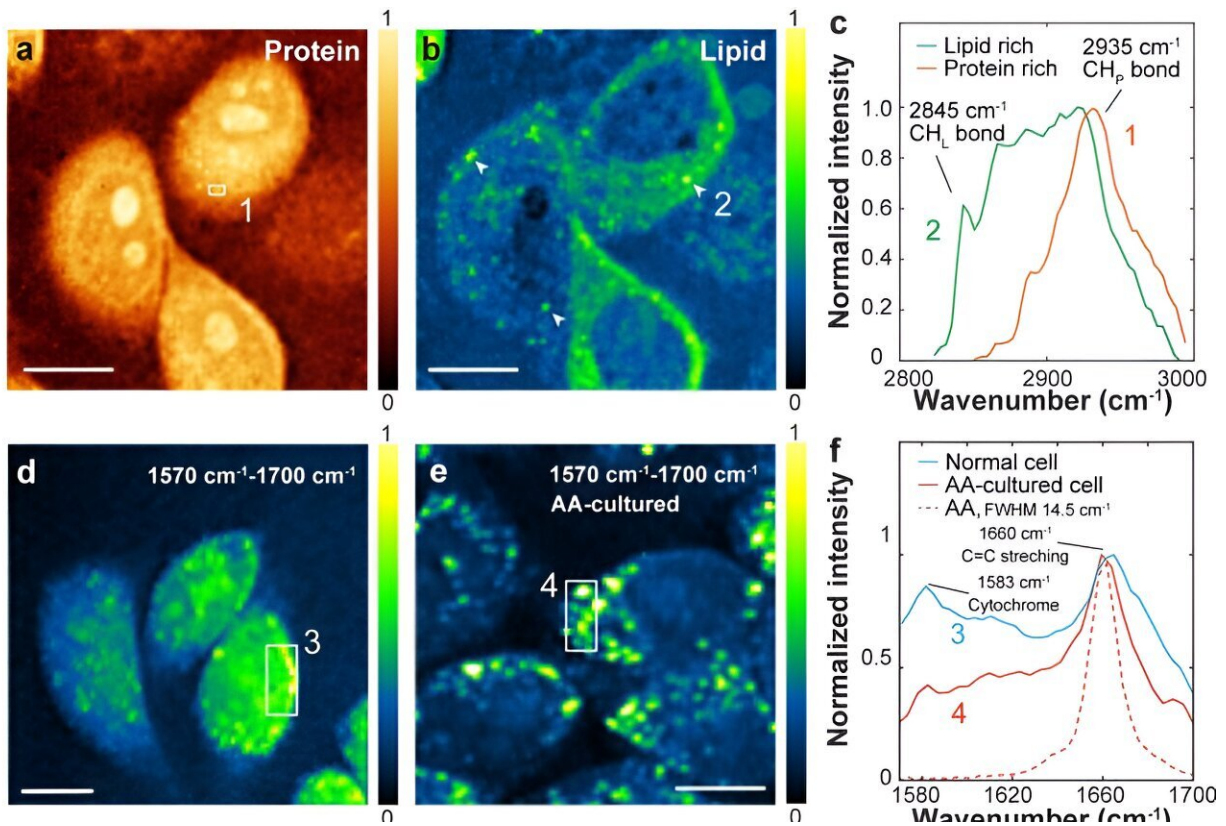 a
Protein
1
1
0
b
Lipid
2
1
0
c
Lipid rich
Protein rich
2935 cm⁻¹
CHₚ bond
2845 cm⁻¹
CH_L bond
1
2
Normalized intensity
1.0
0.8
0.6
0.4
0.2
0
2800
2900
3000
Wavenumber (cm⁻¹)
d
1570 cm⁻¹-1700 cm⁻¹
3
1
0
e
1570 cm⁻¹-1700 cm⁻¹
AA-cultured
4
1
0
f
Normal cell
AA-cultured cell
AA, FWHM 14.5 cm⁻¹
1660 cm⁻¹
C=C streching
1583 cm⁻¹
Cytochrome
3
4
Normalized intensity
1
0.5
0
1580
1620
1660
1700
Wavenumber (cm⁻¹)